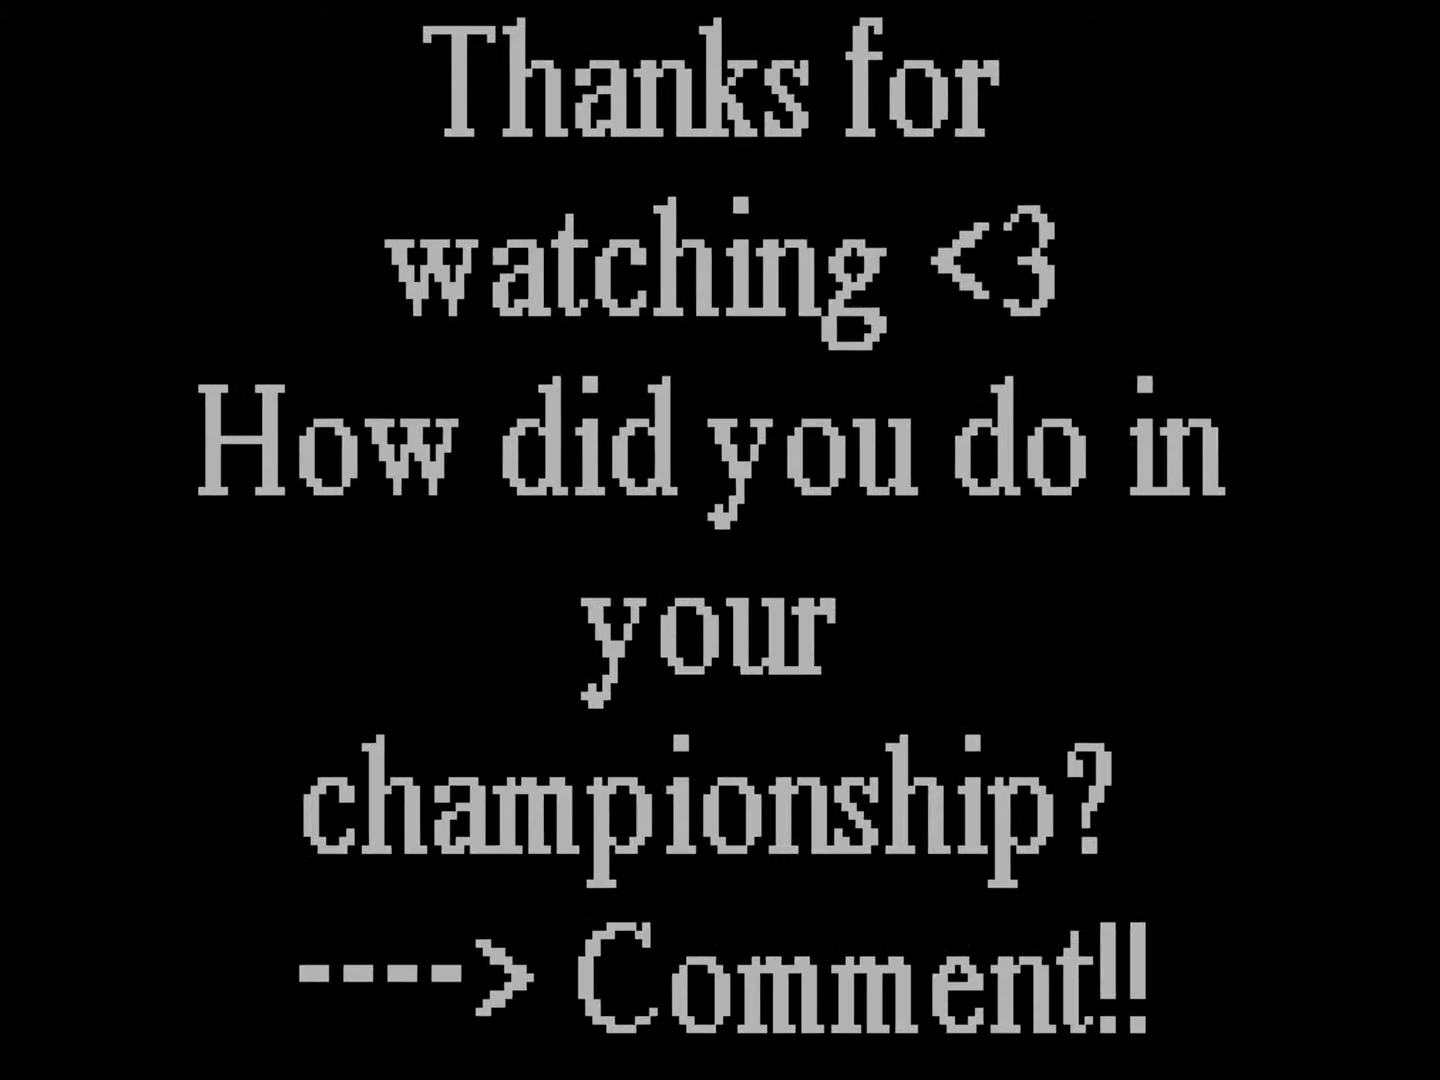 Thanks for
watching <3
How did you do in
your
championship?
----> Comment!!